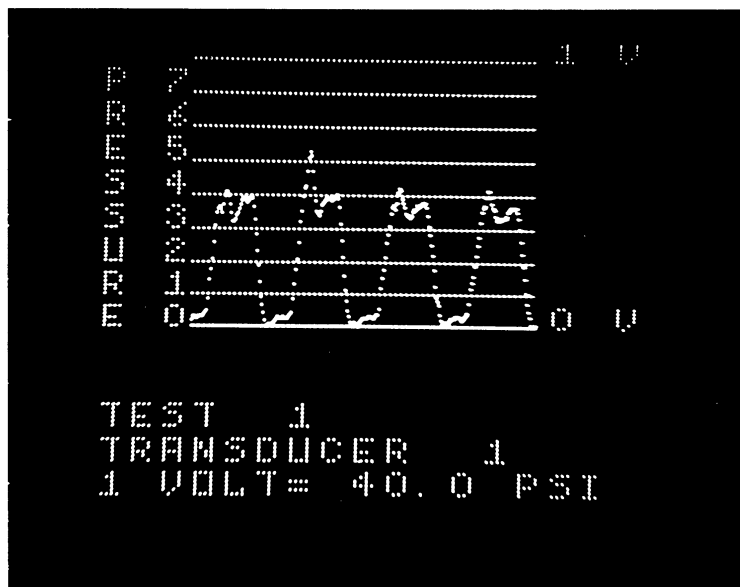 1 V
P 7
R 6
E 5
S 4
S 3
U 2
R 1
E 0 0 V
TEST 1
TRANSDUCER 1
1 VOLT= 40.0 PSI